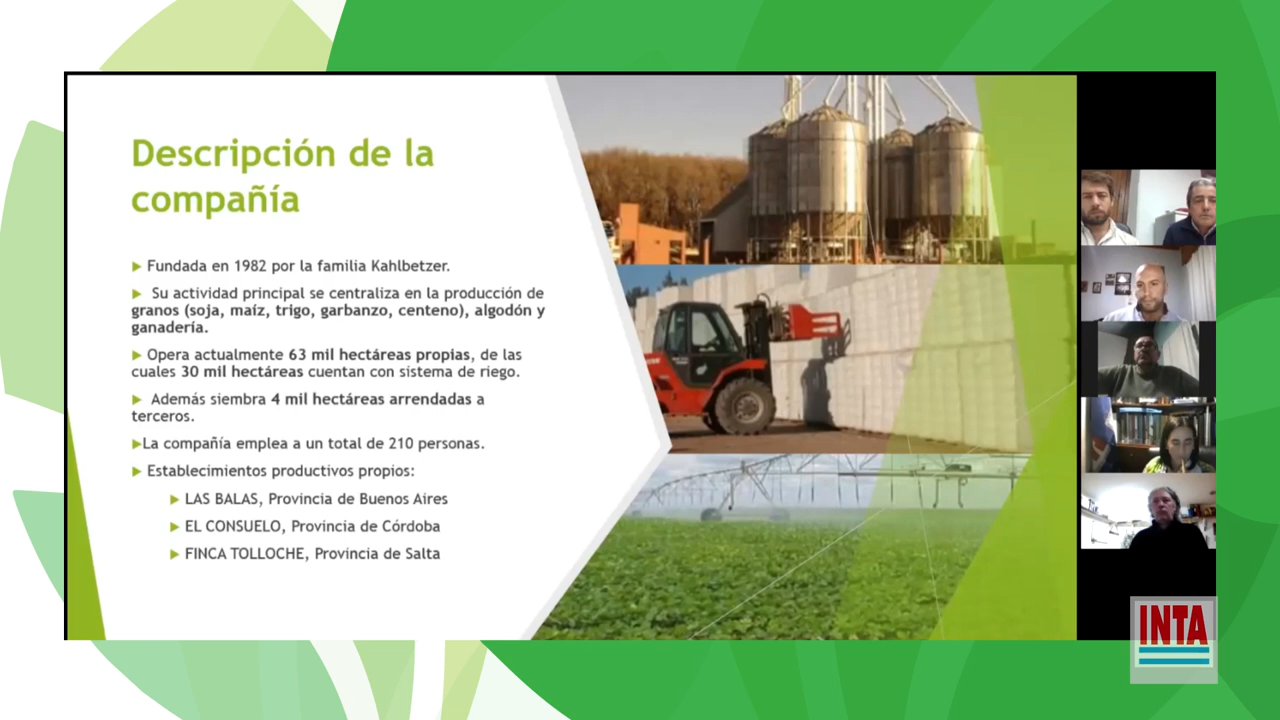 Descripción de la
compañía
▶ Fundada en 1982 por la familia Kahlbetzer.
▶ Su actividad principal se centraliza en la producción de
granos (soja, maíz, trigo, garbanzo, centeno), algodón y
ganadería.
▶ Opera actualmente 63 mil hectáreas propias, de las
cuales 30 mil hectáreas cuentan con sistema de riego.
▶ Además siembra 4 mil hectáreas arrendadas a
terceros.
▶La compañía emplea a un total de 210 personas.
▶ Establecimientos productivos propios:
▶ LAS BALAS, Provincia de Buenos Aires
▶ EL CONSUELO, Provincia de Córdoba
▶ FINCA TOLLOCHE, Provincia de Salta
INTA